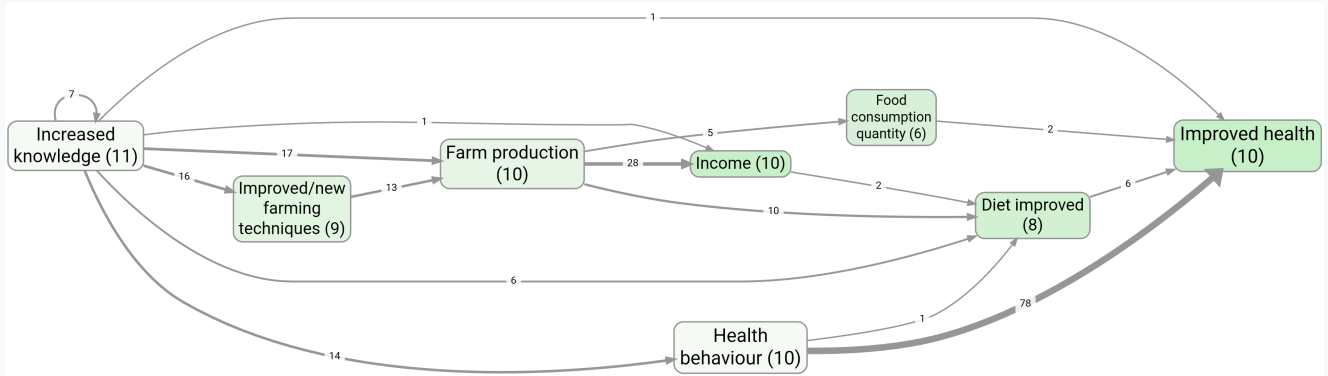 1
7
Increased
knowledge (11)
1
17
16
Improved/new
farming
techniques (9)
13
Farm production
(10)
5
28
Income (10)
10
Food
consumption
quantity (6)
2
2
Improved health
(10)
6
Diet improved
(8)
6
1
78
Health
behaviour (10)
14